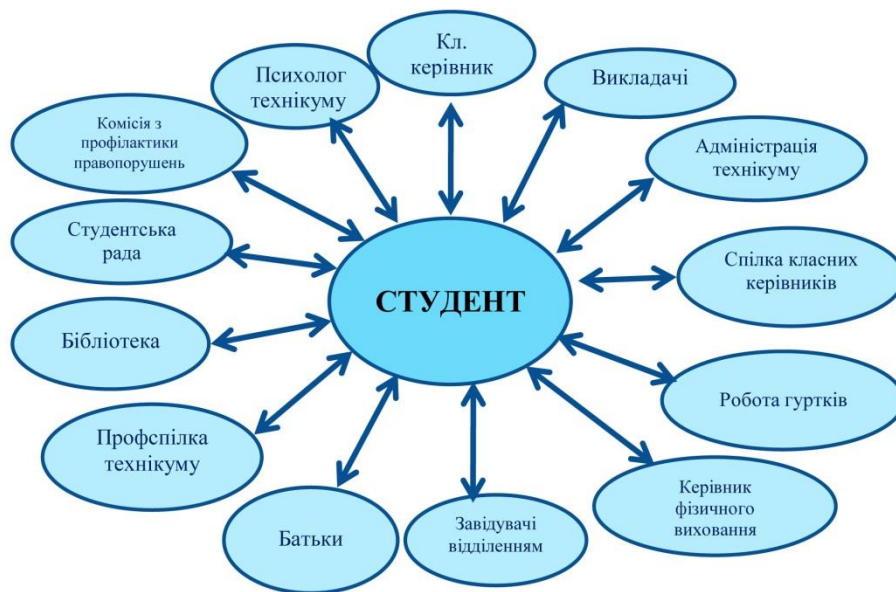 Кл.
керівник
Психолог
технікуму
Викладачі
Комісія з
профілактики
правопорушень
Адміністрація
технікуму
Студентська
рада
Спілка класних
керівників
СТУДЕНТ
Бібліотека
Робота гуртків
Профспілка
технікуму
Керівник
фізичного
виховання
Батьки
Завідувачі
відділенням